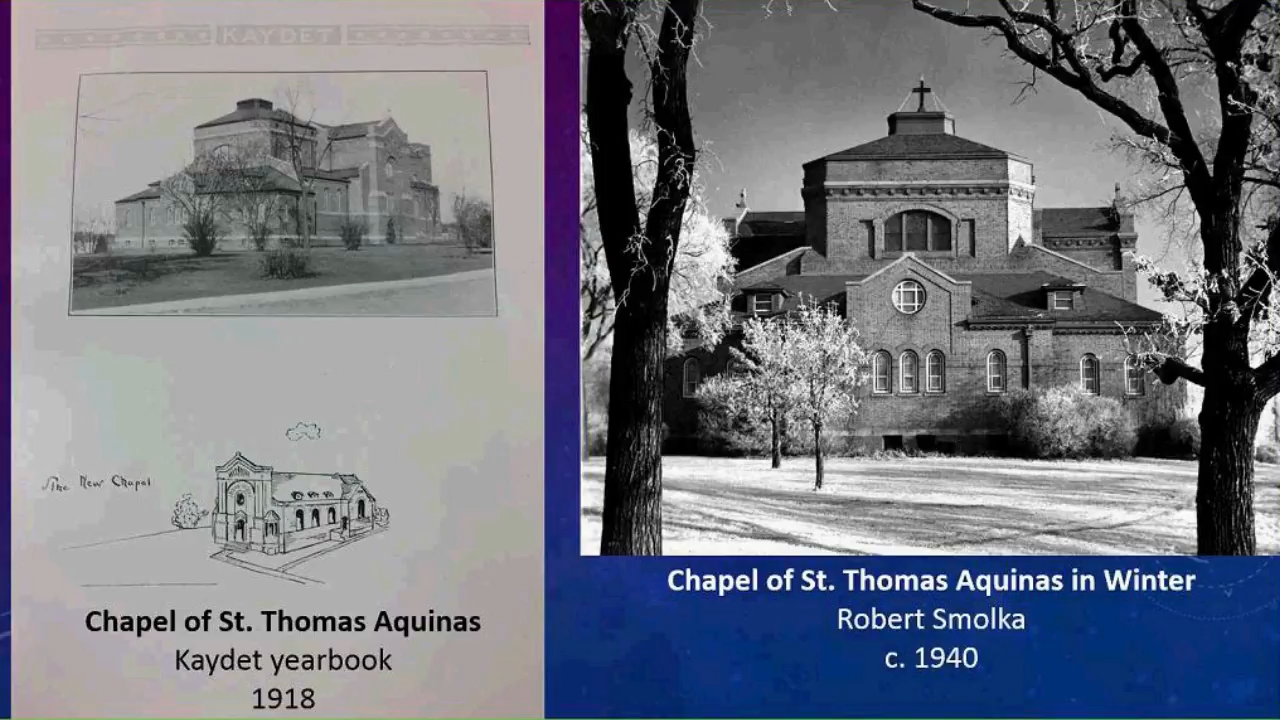 KAYDET
The New Chapel
Chapel of St. Thomas Aquinas
Kaydet yearbook
1918
Chapel of St. Thomas Aquinas in Winter
Robert Smolka
c. 1940